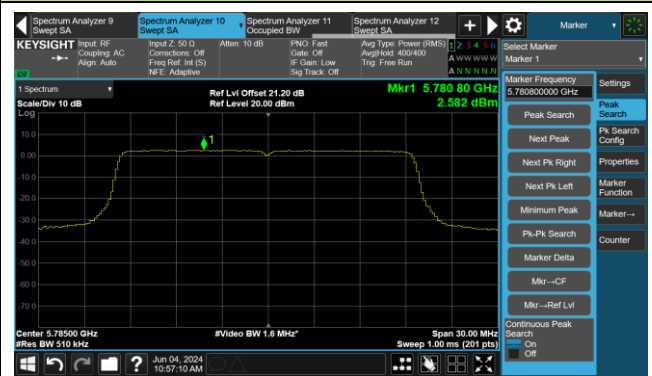 Spectrum Analyzer 9
Swept SA
Spectrum Analyzer 10
Swept SA
Spectrum Analyzer 11
Occupied BW
Spectrum Analyzer 12
Swept SA
Marker
KEYSIGHT
Input: RF
Coupling: AC
Align: Auto
Input Z: 50 Ω
Corrections: Off
Freq Ref: Int (S)
NFE: Adaptive
Atten: 10 dB
PNO: Fast
Gate: Off
IF Gain: Low
Sig Track: Off
Avg Type: Power (RMS)
Avg|Hold: 400/400
Trig: Free Run
1 2 3 4 5 6
A W W W W W
A N N N N N
Select Marker
Marker 1
1 Spectrum
Scale/Div 10 dB
Log
Ref Lvl Offset 21.20 dB
Ref Level 20.00 dBm
Mkr1 5.780 80 GHz
2.582 dBm
1
10.0
0.00
-10.0
-20.0
-30.0
-40.0
-50.0
-60.0
-70.0
Center 5.78500 GHz
#Res BW 510 kHz
#Video BW 1.6 MHz*
Span 30.00 MHz
Sweep 1.00 ms (201 pts)
Marker Frequency
5.780800000 GHz
Peak Search
Next Peak
Next Pk Right
Next Pk Left
Minimum Peak
Pk-Pk Search
Marker Delta
Mkr→CF
Mkr→Ref Lvl
Continuous Peak
Search
On
Off
Settings
Peak
Search
Pk Search
Config
Properties
Marker
Function
Marker→
Counter
Jun 04, 2024
10:57:10 AM